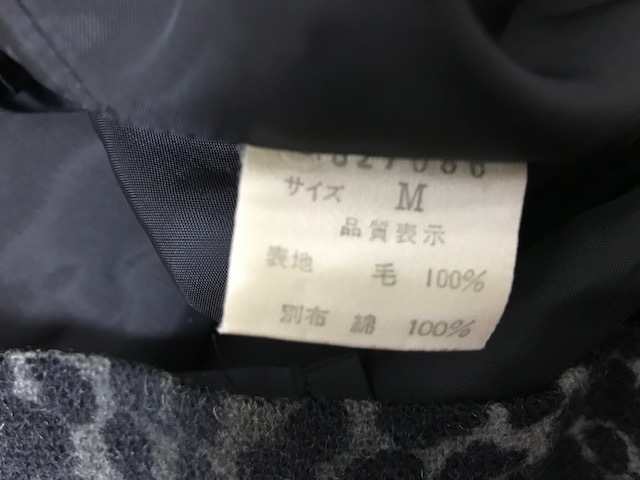 サイズ M
品質表示
表地 毛 100%
別布 綿 100%